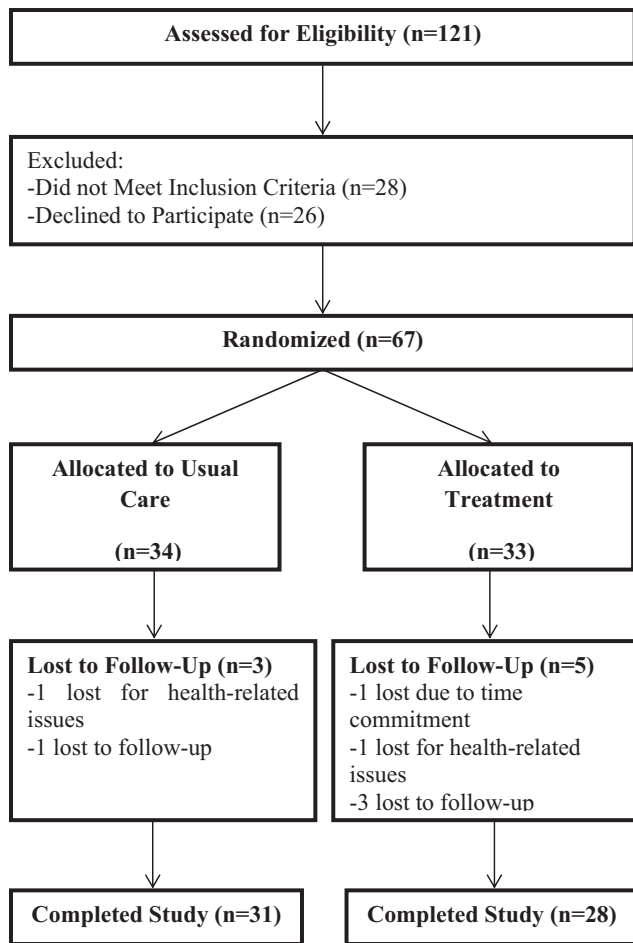 Assessed for Eligibility (n=121)
Excluded:
-Did not Meet Inclusion Criteria (n=28)
-Declined to Participate (n=26)
Randomized (n=67)
Allocated to Usual
Care
(n=34)
Allocated to
Treatment
(n=33)
Lost to Follow-Up (n=3)
-1 lost for health-related
issues
-1 lost to follow-up
Lost to Follow-Up (n=5)
-1 lost due to time
commitment
-1 lost for health-related
issues
-3 lost to follow-up
Completed Study (n=31)
Completed Study (n=28)